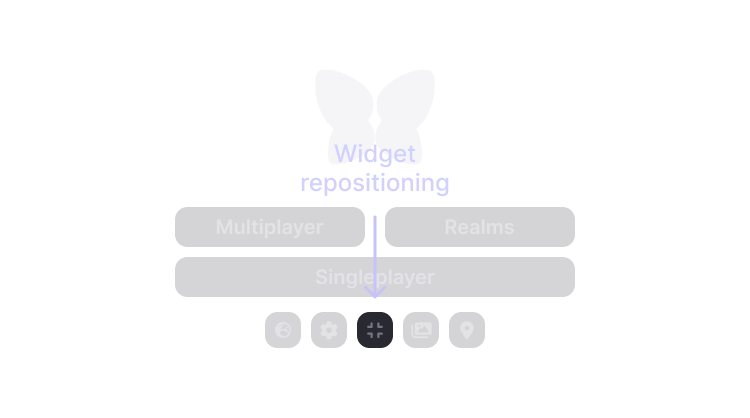 Widget
repositioning
Multiplayer
Realms
Singleplayer